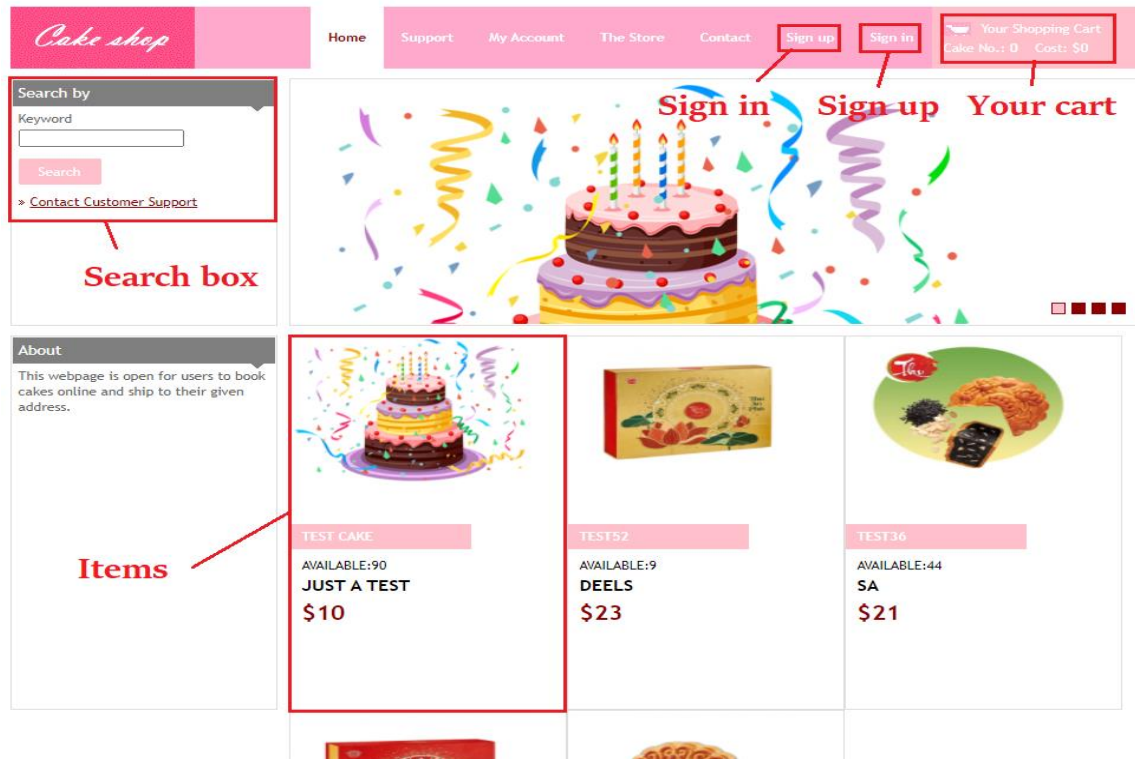 Cake shop
Home Support My Account The Store Contact Sign up Sign in
Your Shopping Cart
Cake No.: 0 Cost: $0
Sign in Sign up Your cart
Search by
Keyword
Search
» Contact Customer Support
Search box
About
This webpage is open for users to book
cakes online and ship to their given
address.
Items
TEST CAKE
AVAILABLE:90
JUST A TEST
$10
TEST52
AVAILABLE:9
DEELS
$23
TEST36
AVAILABLE:44
SA
$21